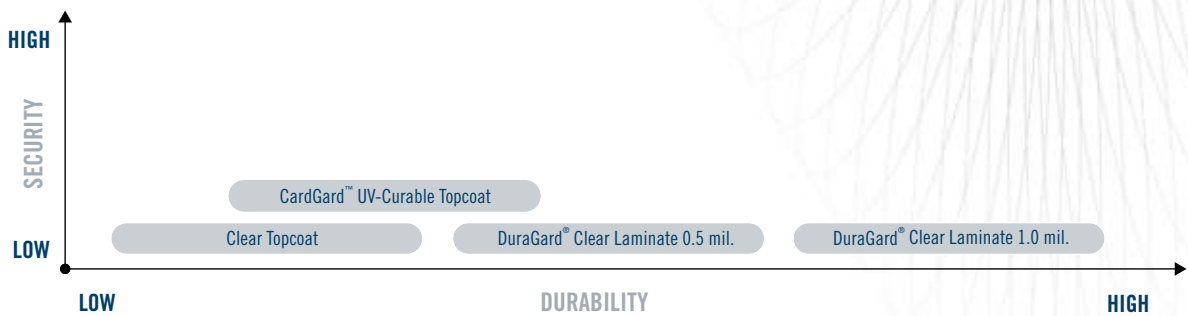 HIGH
SECURITY
CardGard™ UV-Curable Topcoat
Clear Topcoat
DuraGard® Clear Laminate 0.5 mil.
DuraGard® Clear Laminate 1.0 mil.
LOW
LOW
DURABILITY
HIGH